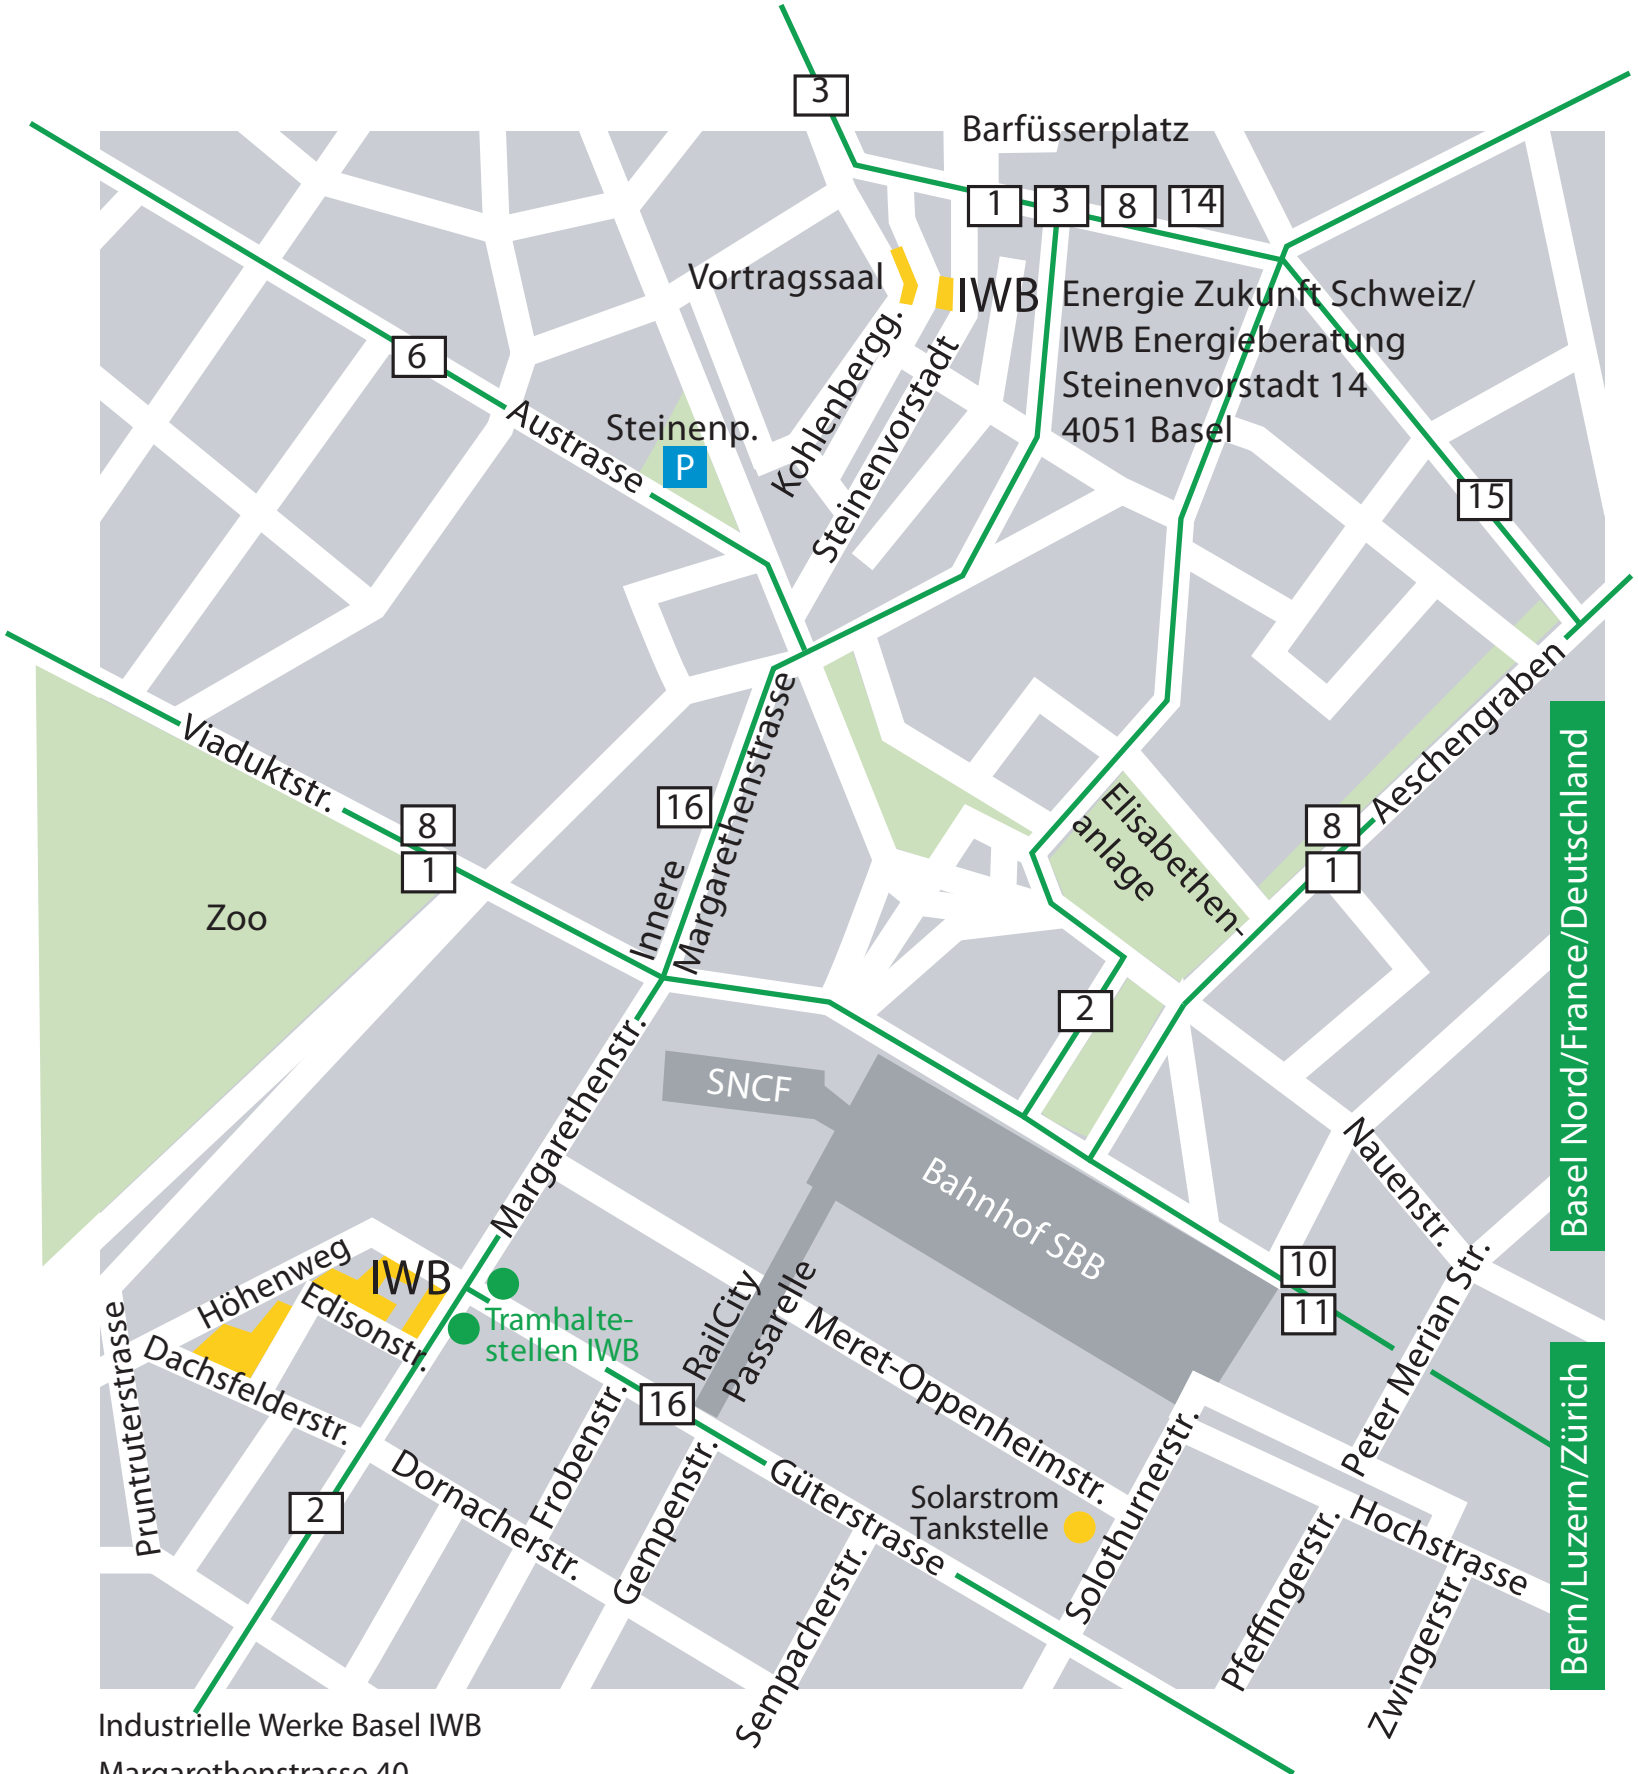 3
Barfüsserplatz
1
3
8
14
Vortragssaal
IWB
Energie Zukunft Schweiz/
IWB Energieberatung
Steinenvorstadt 14
4051 Basel
6
Austrasse
Steinenp.
P
Kohlenbergg.
Steinenvorstadt
15
Viaduktstr.
8
1
16
Innere
Margarethenstrasse
Elisabethen-
anlage
Aeschengraben
8
1
Zoo
2
Basel Nord/France/Deutschland
SNCF
Margarethenstr.
Bahnhof SBB
Nauenstr.
Höhenweg
IWB
Edisonstr.
Tramhalte-
stellen IWB
RailCity
Passarelle
10
11
Peter Merian Str.
Pruntruterstrasse
Dachsfelderstr.
16
Meret-Oppenheimstr.
Bern/Luzern/Zürich
Frobenstr.
Gempenstr.
Dornacherstr.
Güterstrasse
Solarstrom
Tankstelle
Solothurnerstr.
Hochstrasse
2
Sempacherstr.
Pfeffingerstr.
Zwingerstr.
Industrielle Werke Basel IWB
Margarethenstrasse 40